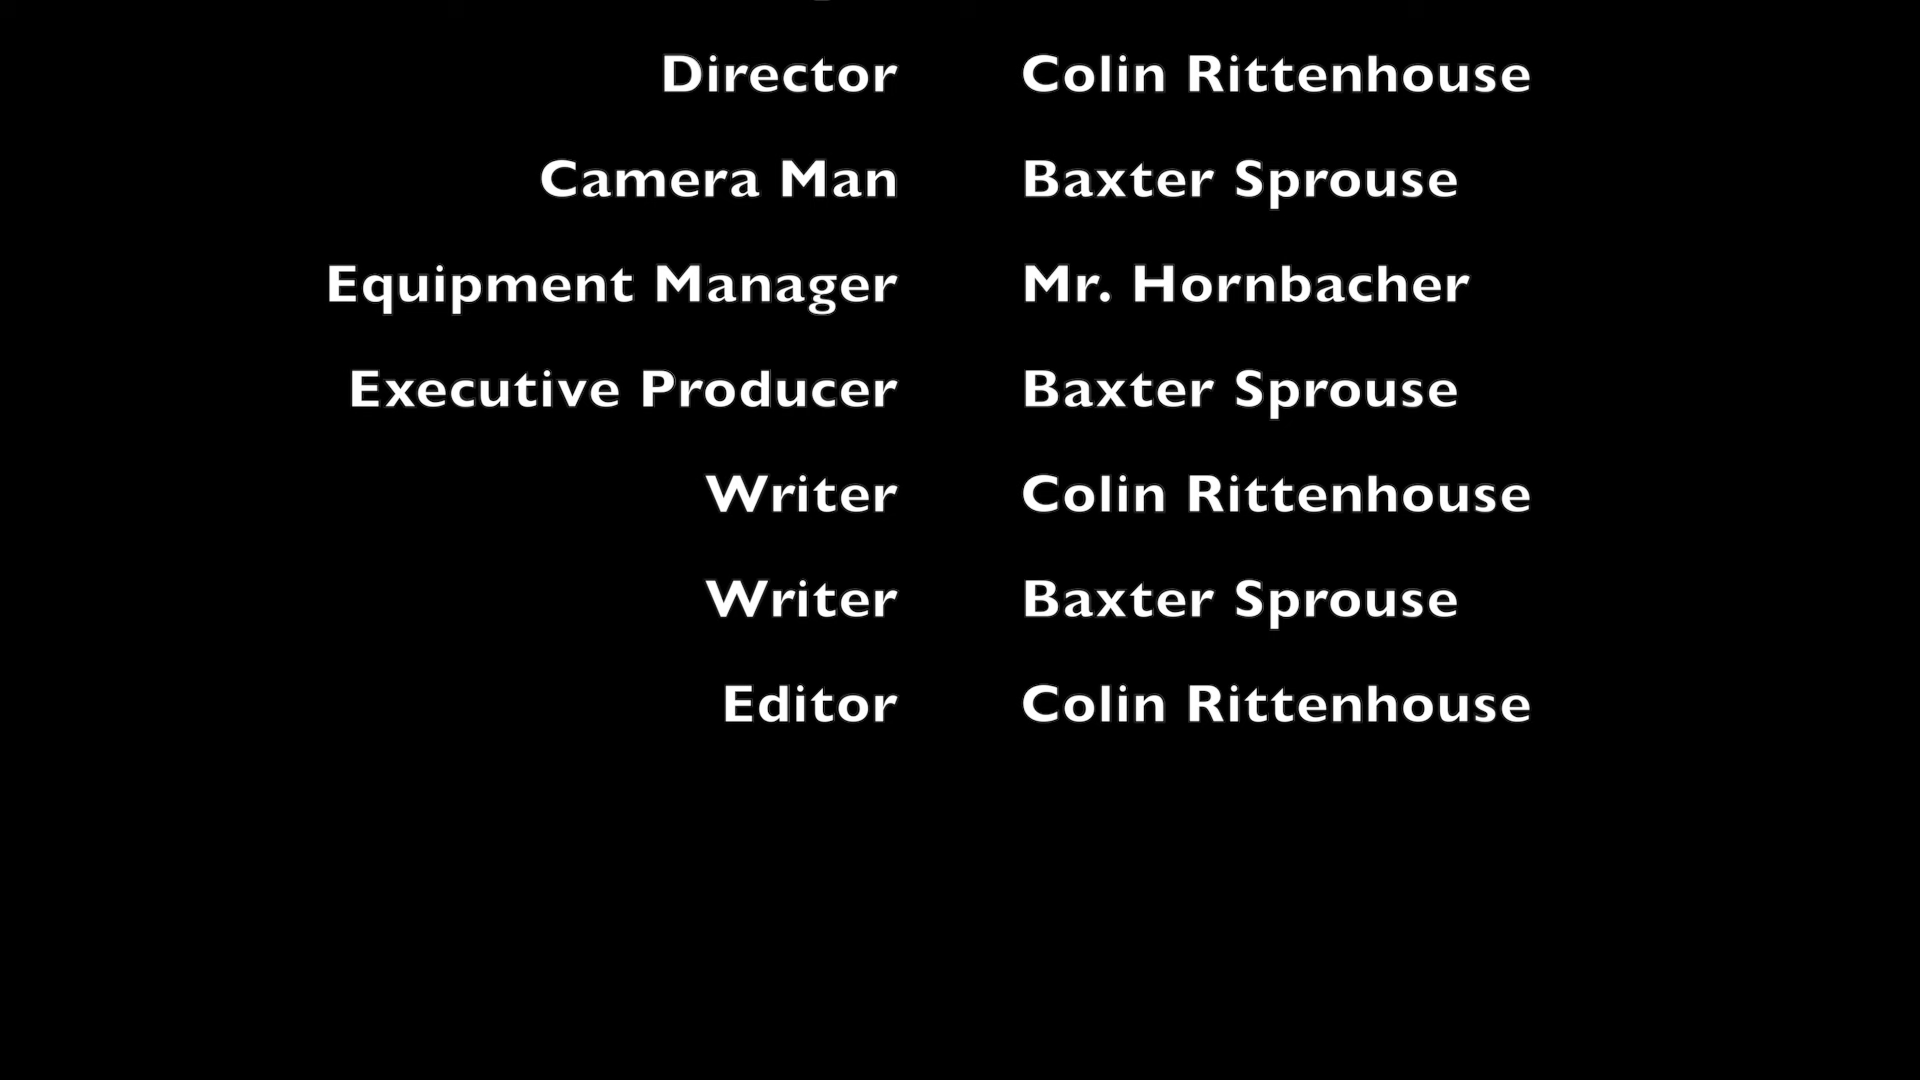 Director Colin Rittenhouse
Camera Man Baxter Sprouse
Equipment Manager Mr. Hornbacher
Executive Producer Baxter Sprouse
Writer Colin Rittenhouse
Writer Baxter Sprouse
Editor Colin Rittenhouse